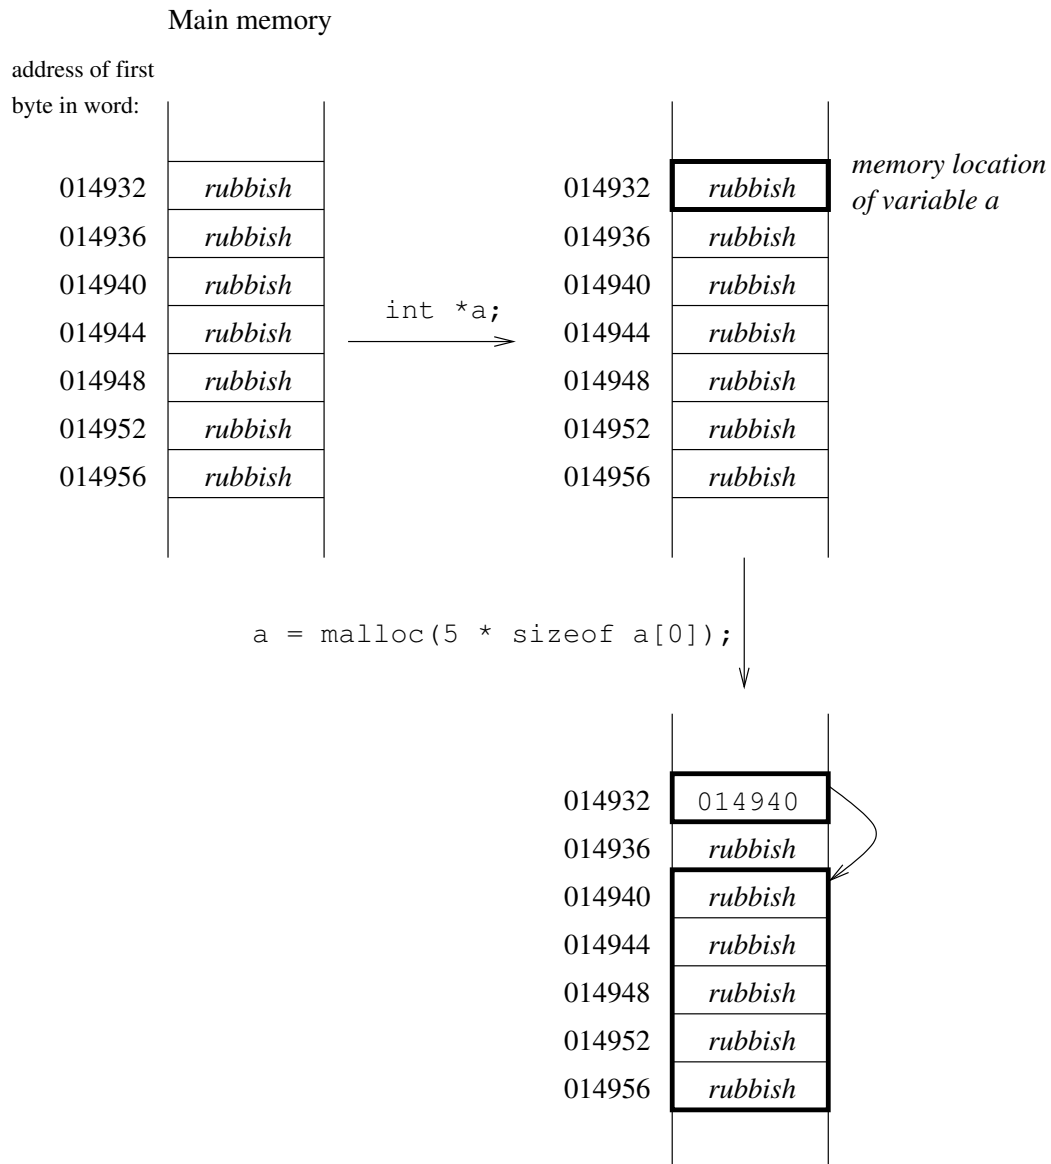 Main memory
address of first
byte in word:
014932 rubbish
014936 rubbish
014940 rubbish
014944 rubbish
014948 rubbish
014952 rubbish
014956 rubbish
int *a;
014932 rubbish
014936 rubbish
014940 rubbish
014944 rubbish
014948 rubbish
014952 rubbish
014956 rubbish
memory location
of variable a
a = malloc(5 * sizeof a[0]);
014932 014940
014936 rubbish
014940 rubbish
014944 rubbish
014948 rubbish
014952 rubbish
014956 rubbish